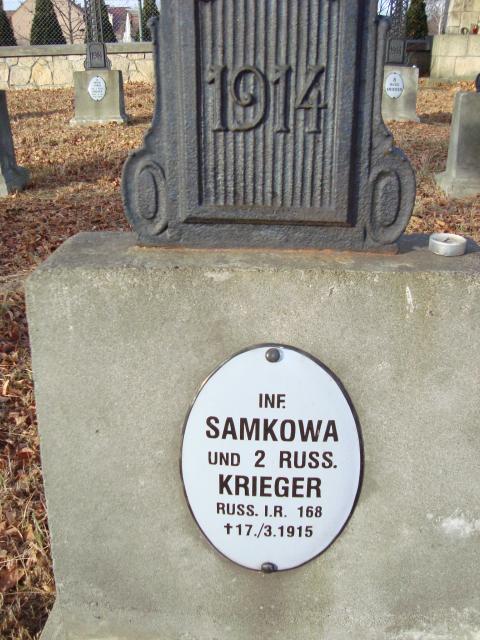 1914
INF.
SAMKOWA
UND 2 RUSS.
KRIEGER
RUSS. I.R. 168
✝17./3.1915